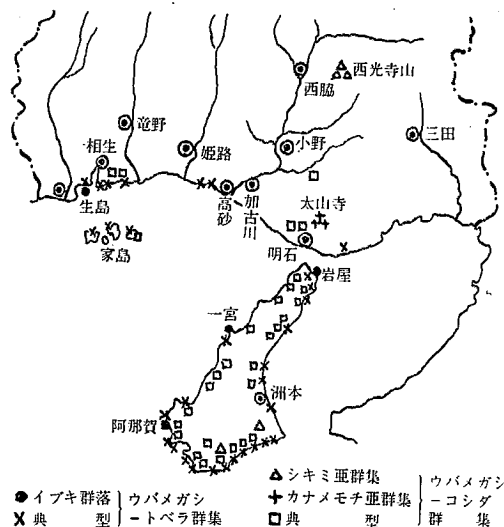 西光寺山
西脇
竜野
小野
三田
相生
姫路
生島
高砂
加古川
太山寺
家島
明石
岩屋
一宮
洲本
阿那賀
イブキ群落
典型
ウバメガシ
ートベラ群集
シキミ亜群集
カナメモチ亜群集
典型
ウバメガシ
ーコシダ
群集